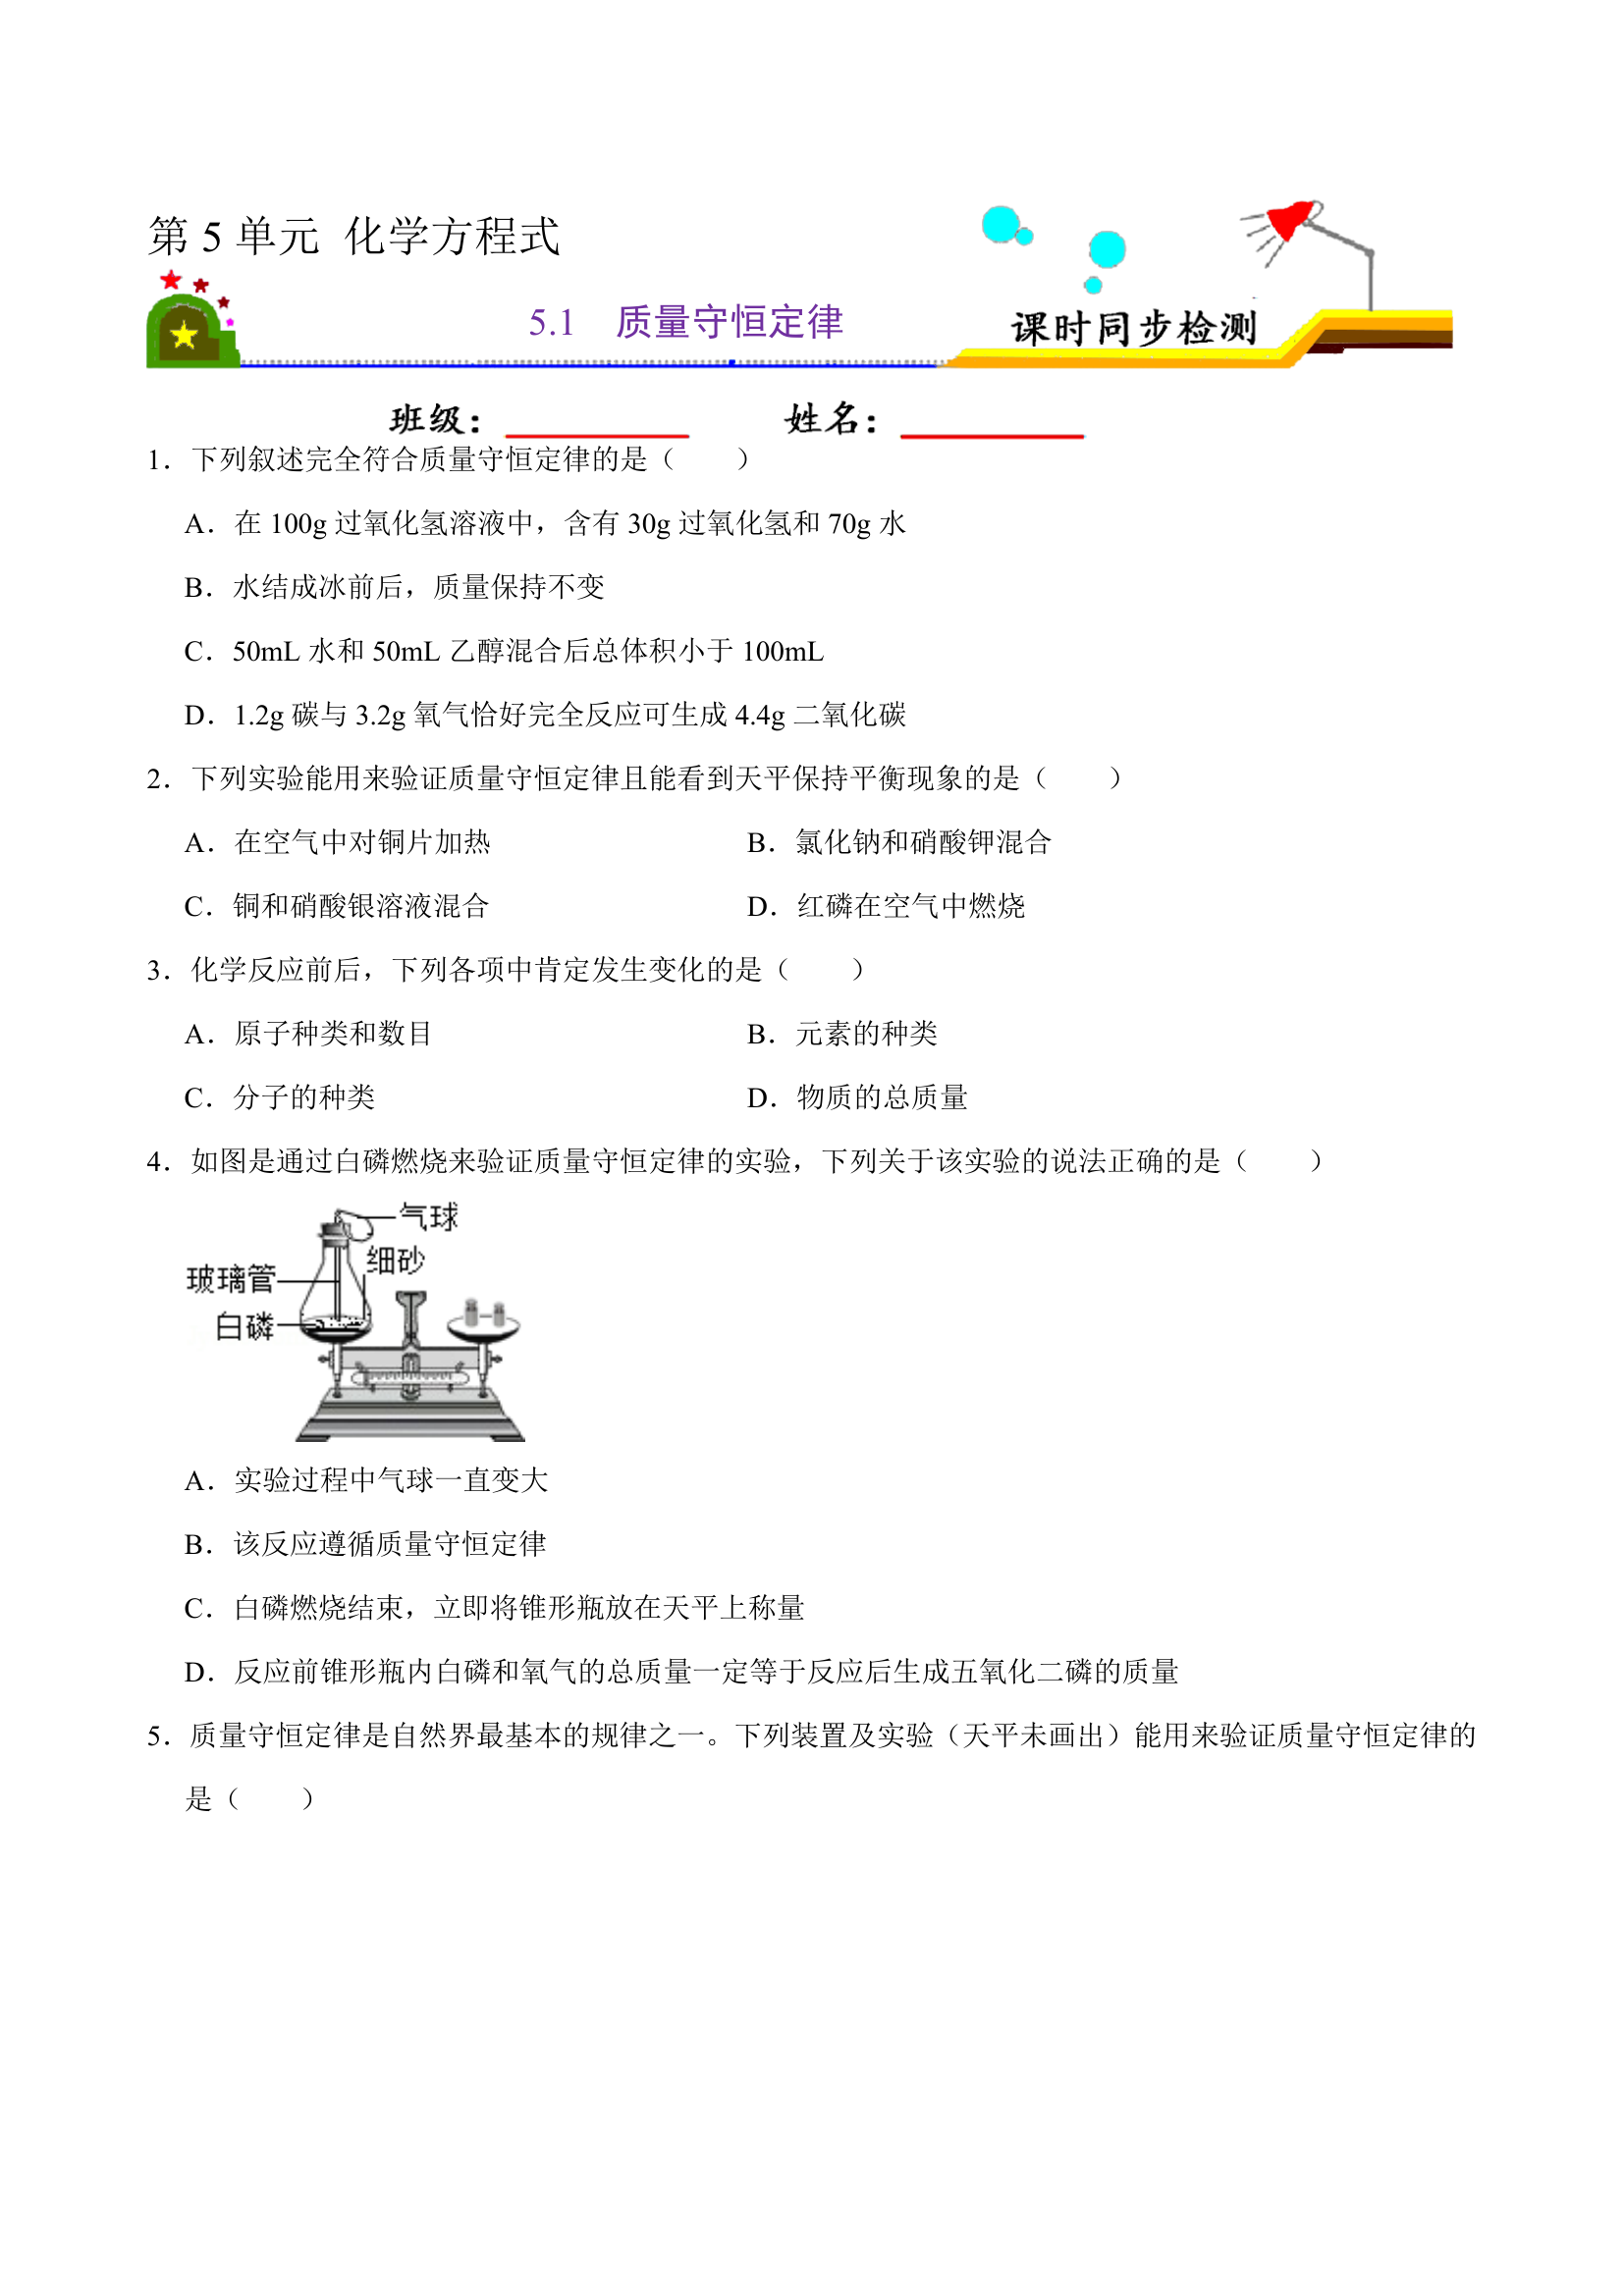 第 5 单元 化学方程式
5.1 质量守恒定律
课时同步检测
班级： 姓名：
1．下列叙述完全符合质量守恒定律的是（　　）
A．在 100g 过氧化氢溶液中，含有 30g 过氧化氢和 70g 水
B．水结成冰前后，质量保持不变
C．50mL 水和 50mL 乙醇混合后总体积小于 100mL
D．1.2g 碳与 3.2g 氧气恰好完全反应可生成 4.4g 二氧化碳
2．下列实验能用来验证质量守恒定律且能看到天平保持平衡现象的是（　　）
A．在空气中对铜片加热 B．氯化钠和硝酸钾混合
C．铜和硝酸银溶液混合 D．红磷在空气中燃烧
3．化学反应前后，下列各项中肯定发生变化的是（　　）
A．原子种类和数目 B．元素的种类
C．分子的种类 D．物质的总质量
4．如图是通过白磷燃烧来验证质量守恒定律的实验，下列关于该实验的说法正确的是（　　）
气球
细砂
玻璃管
白磷
A．实验过程中气球一直变大
B．该反应遵循质量守恒定律
C．白磷燃烧结束，立即将锥形瓶放在天平上称量
D．反应前锥形瓶内白磷和氧气的总质量一定等于反应后生成五氧化二磷的质量
5．质量守恒定律是自然界最基本的规律之一。下列装置及实验（天平未画出）能用来验证质量守恒定律的
是（　　）